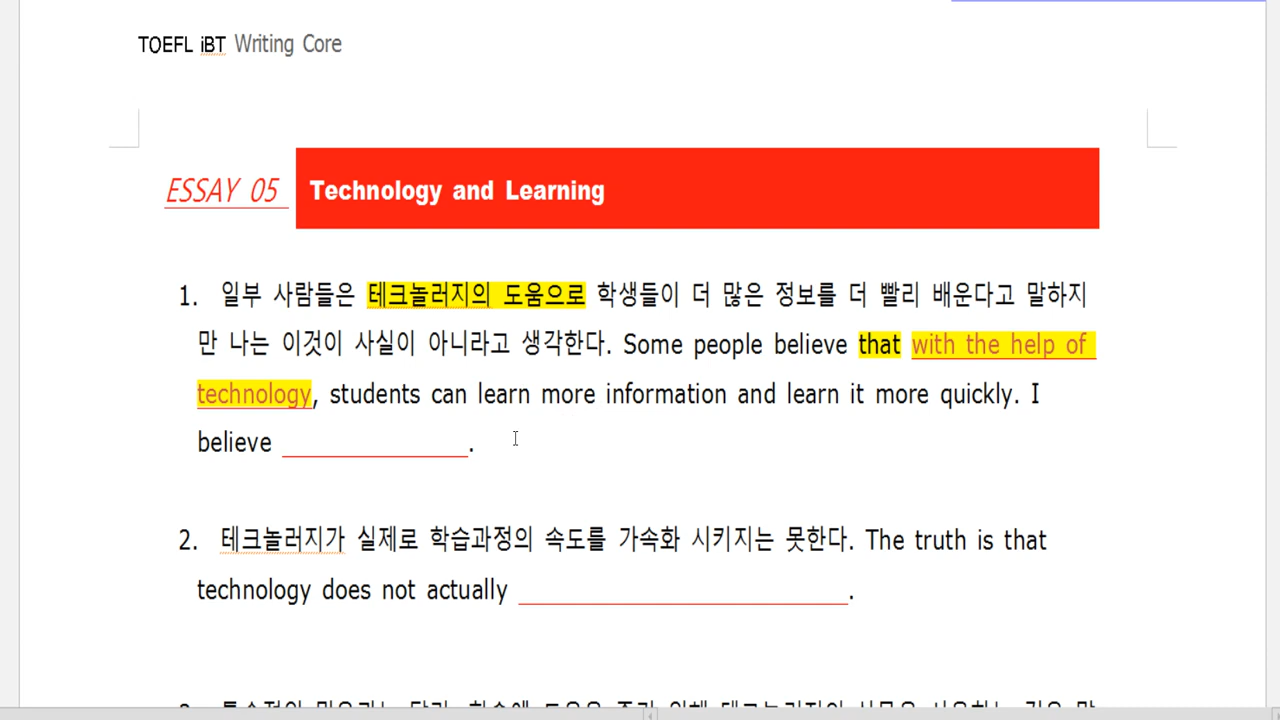 TOEFL iBT Writing Core
ESSAY 05 Technology and Learning
1. 일부 사람들은 테크놀러지의 도움으로 학생들이 더 많은 정보를 더 빨리 배운다고 말하지
만 나는 이것이 사실이 아니라고 생각한다. Some people believe that with the help of
technology, students can learn more information and learn it more quickly. I
believe ______________.
2. 테크놀러지가 실제로 학습과정의 속도를 가속화 시키지는 못한다. The truth is that
technology does not actually _________________________.